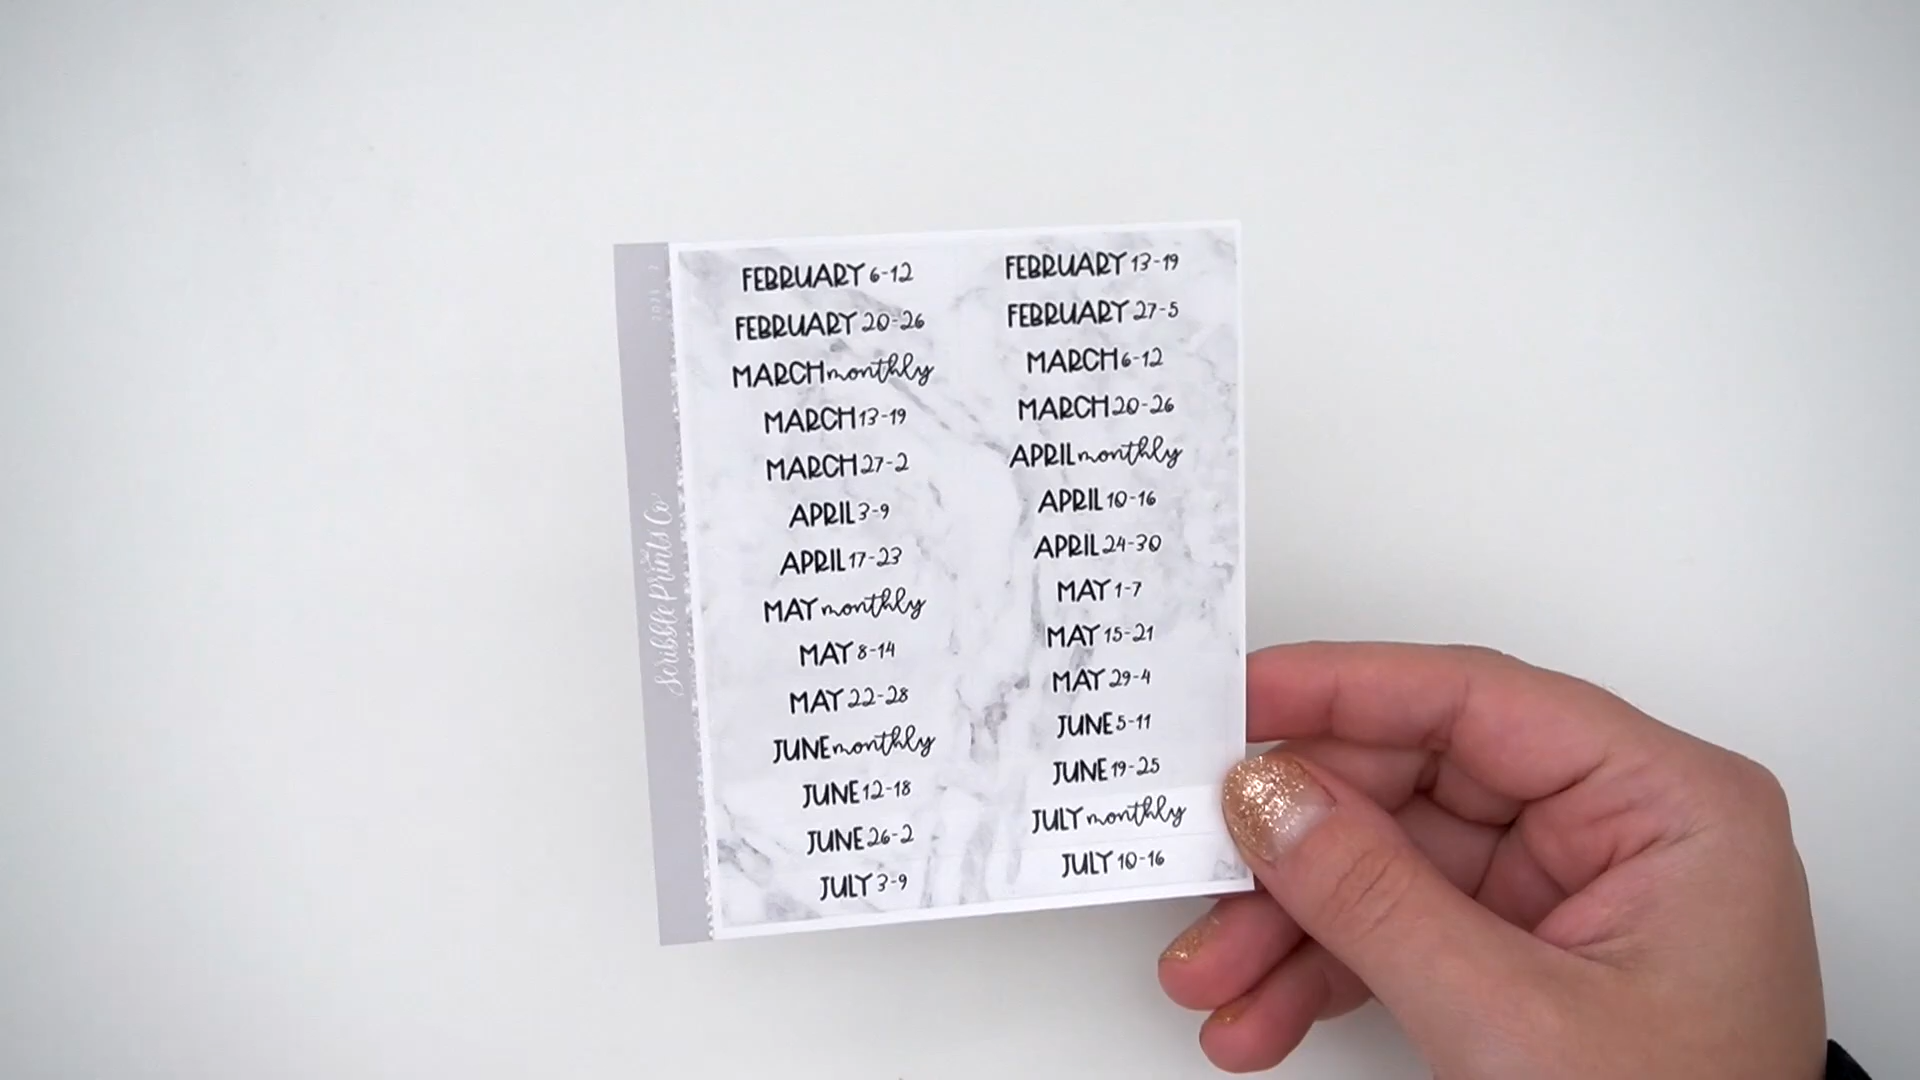 FEBRUARY 6-12
FEBRUARY 13-19
FEBRUARY 20-26
FEBRUARY 27-5
MARCH monthly
MARCH 6-12
MARCH 13-19
MARCH 20-26
MARCH 27-2
APRIL monthly
APRIL 3-9
APRIL 10-16
APRIL 17-23
APRIL 24-30
MAY monthly
MAY 1-7
MAY 8-14
MAY 15-21
MAY 22-28
MAY 29-4
JUNE monthly
JUNE 5-11
JUNE 12-18
JUNE 19-25
JUNE 26-2
JULY monthly
JULY 3-9
JULY 10-16
ScribblePrintsCo